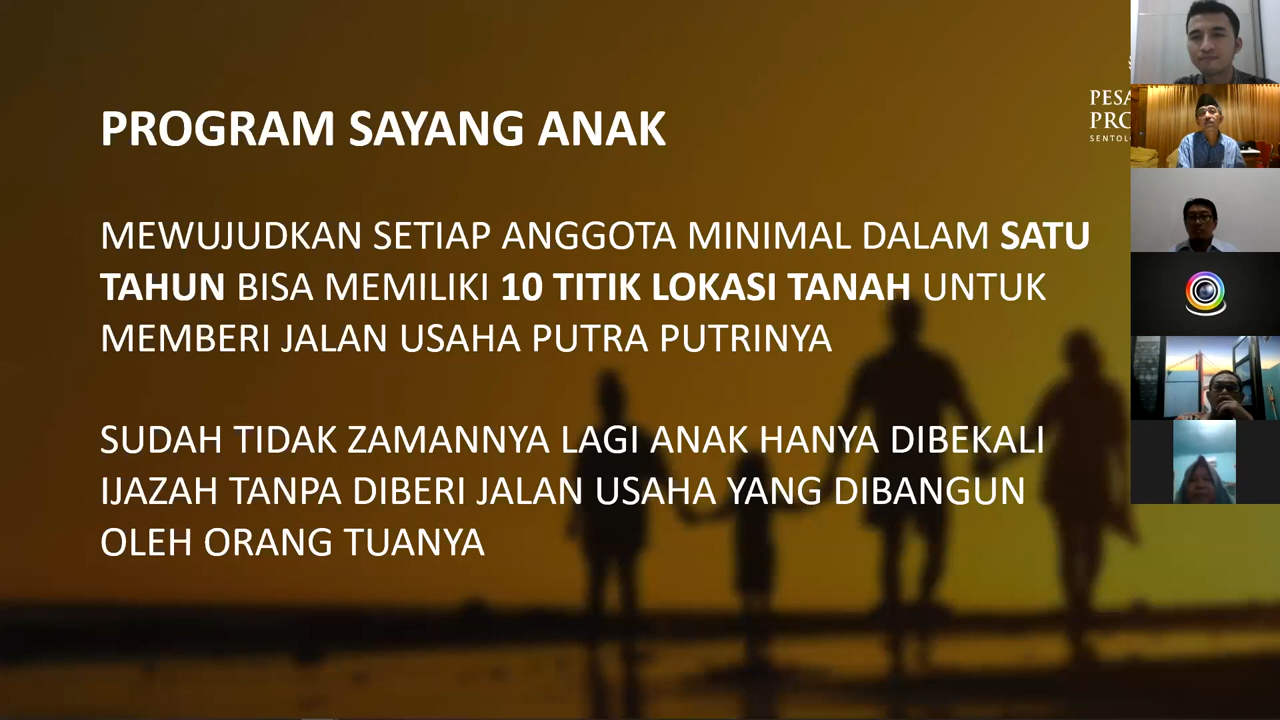 PROGRAM SAYANG ANAK
MEWUJUDKAN SETIAP ANGGOTA MINIMAL DALAM SATU
TAHUN BISA MEMILIKI 10 TITIK LOKASI TANAH UNTUK
MEMBERI JALAN USAHA PUTRA PUTRINYA
SUDAH TIDAK ZAMANNYA LAGI ANAK HANYA DIBEKALI
IJAZAH TANPA DIBERI JALAN USAHA YANG DIBANGUN
OLEH ORANG TUANYA